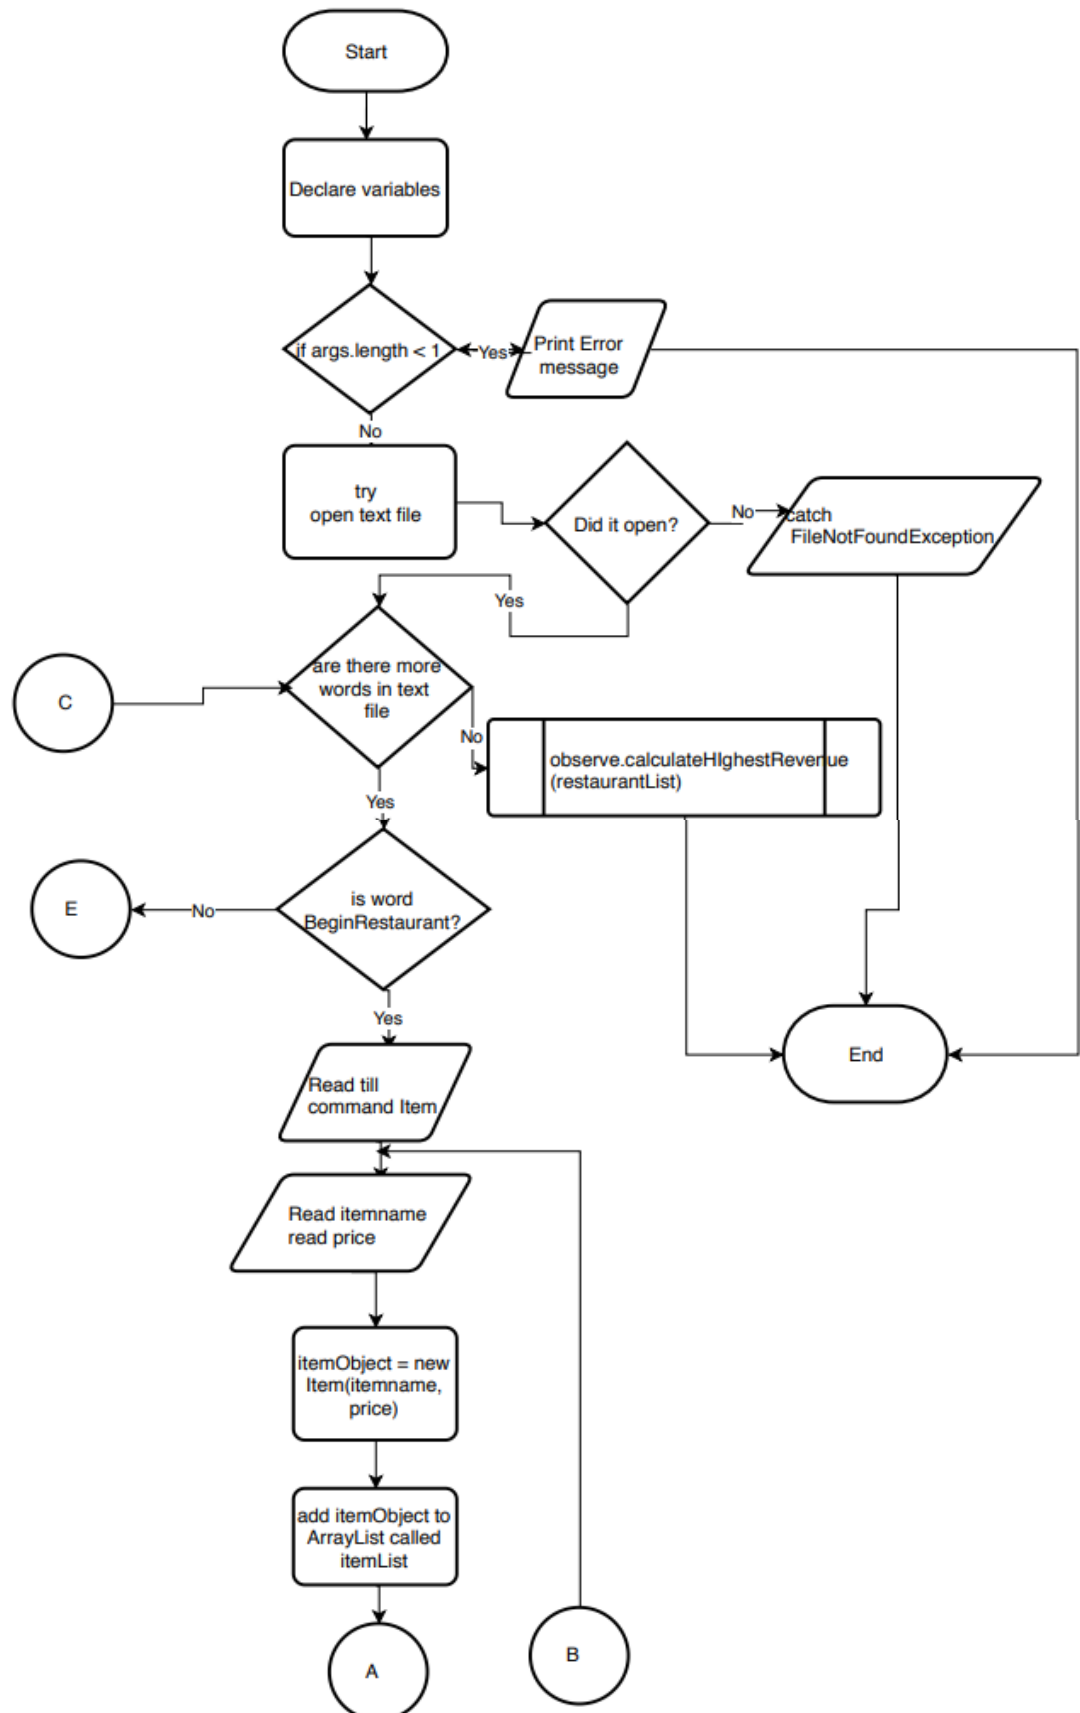 Start
Declare variables
if args.length < 1
Yes
Print Error
message
No
try
open text file
Did it open?
No
catch
FileNotFoundException
Yes
are there more
words in text
file
C
No
observe.calculateHIghestRevenue
(restaurantList)
Yes
is word
BeginRestaurant?
No
E
Yes
End
Read till
command Item
Read itemname
read price
itemObject = new
Item(itemname,
price)
add itemObject to
ArrayList called
itemList
A
B